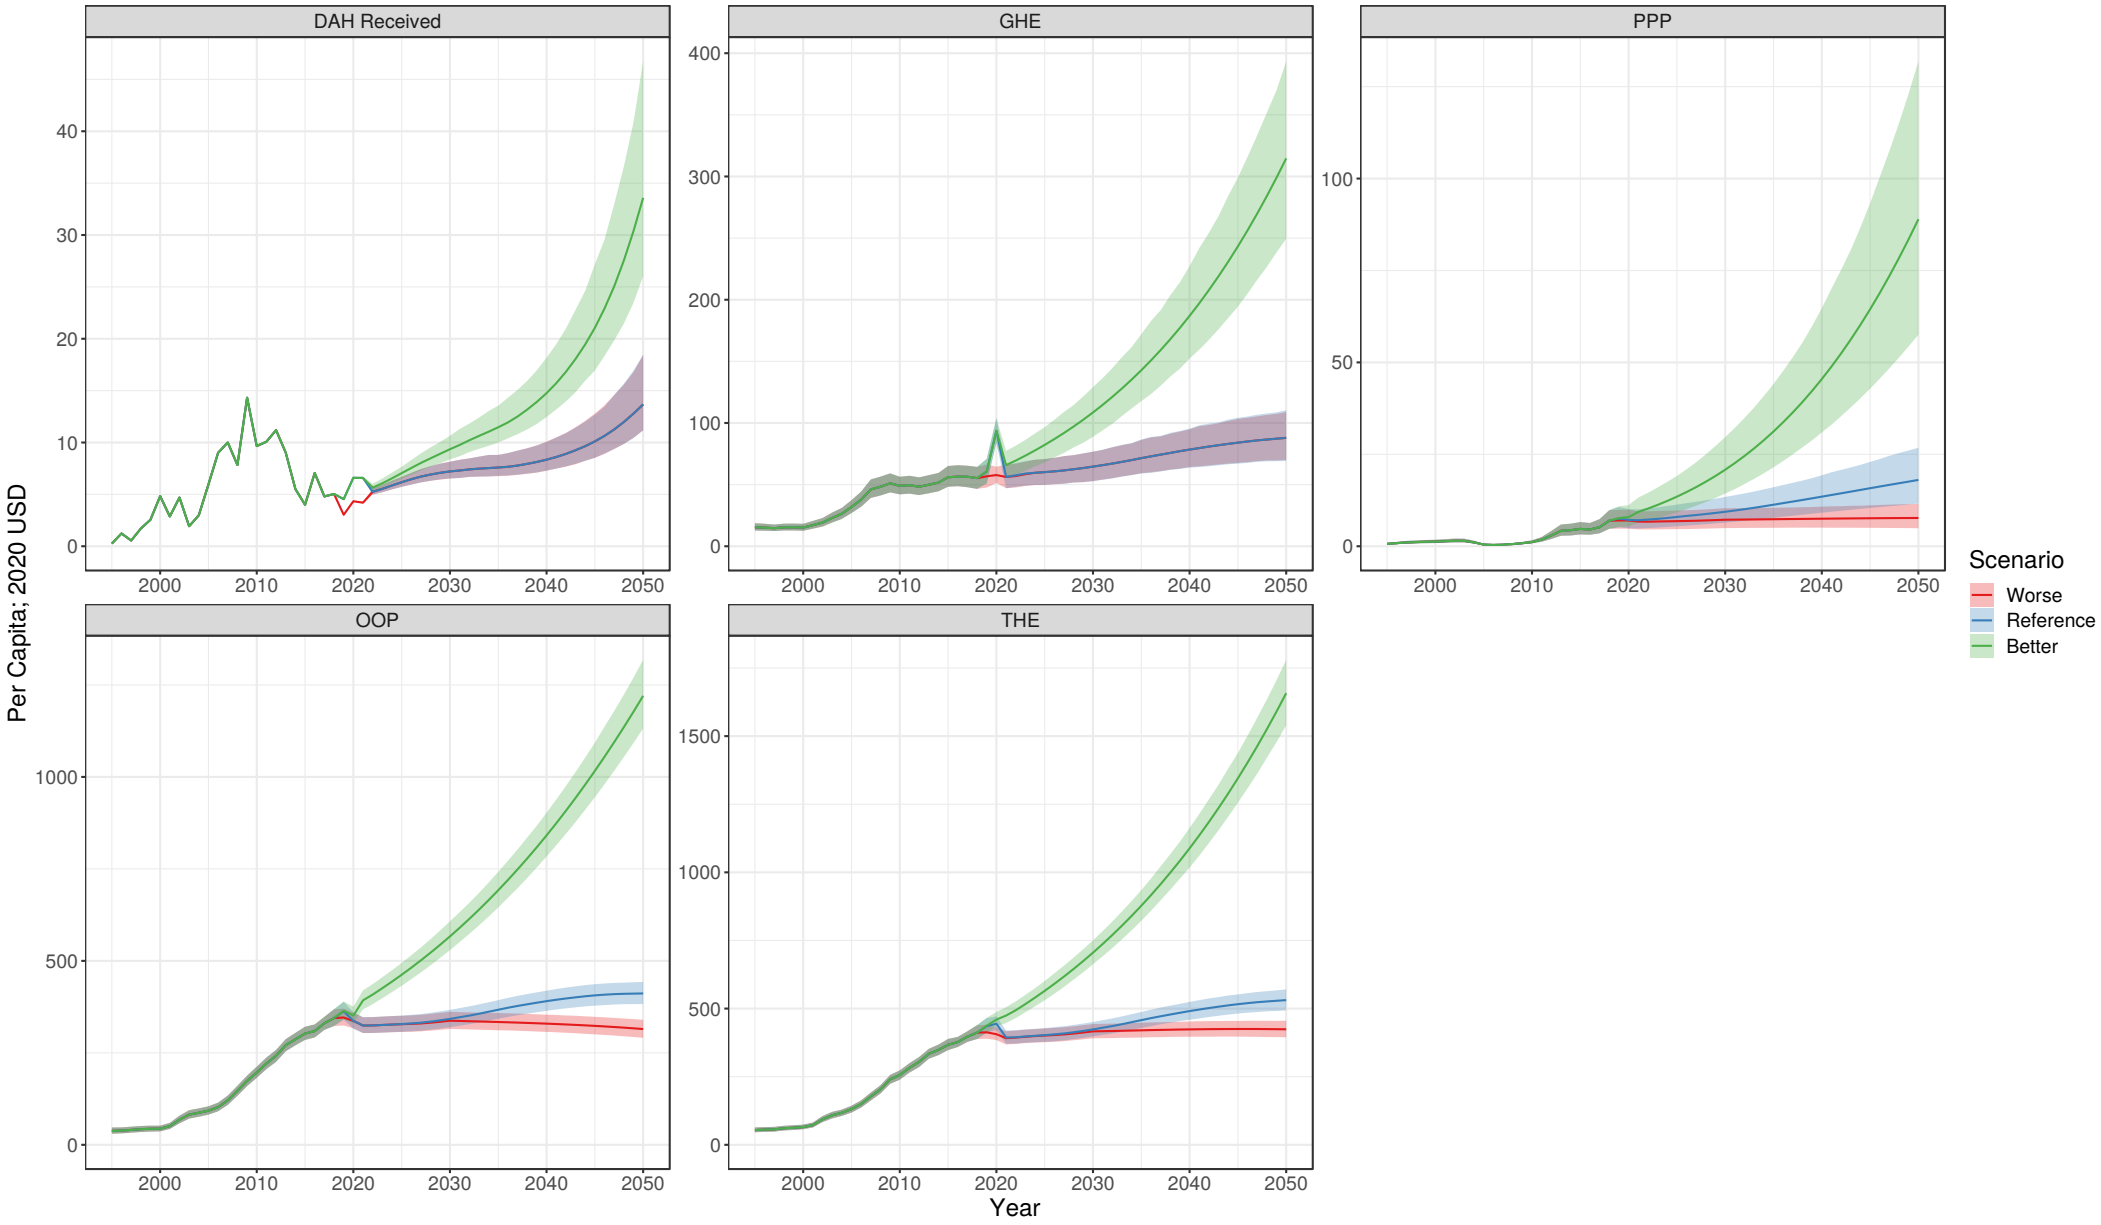 DAH Received
GHE
PPP
40
30
20
10
0
400
300
200
100
0
100
50
0
2000 2010 2020 2030 2040 2050
2000 2010 2020 2030 2040 2050
2000 2010 2020 2030 2040 2050
OOP
THE
1000
500
0
1500
1000
500
0
2000 2010 2020 2030 2040 2050
2000 2010 2020 2030 2040 2050
Per Capita; 2020 USD
Year
Scenario
Worse
Reference
Better